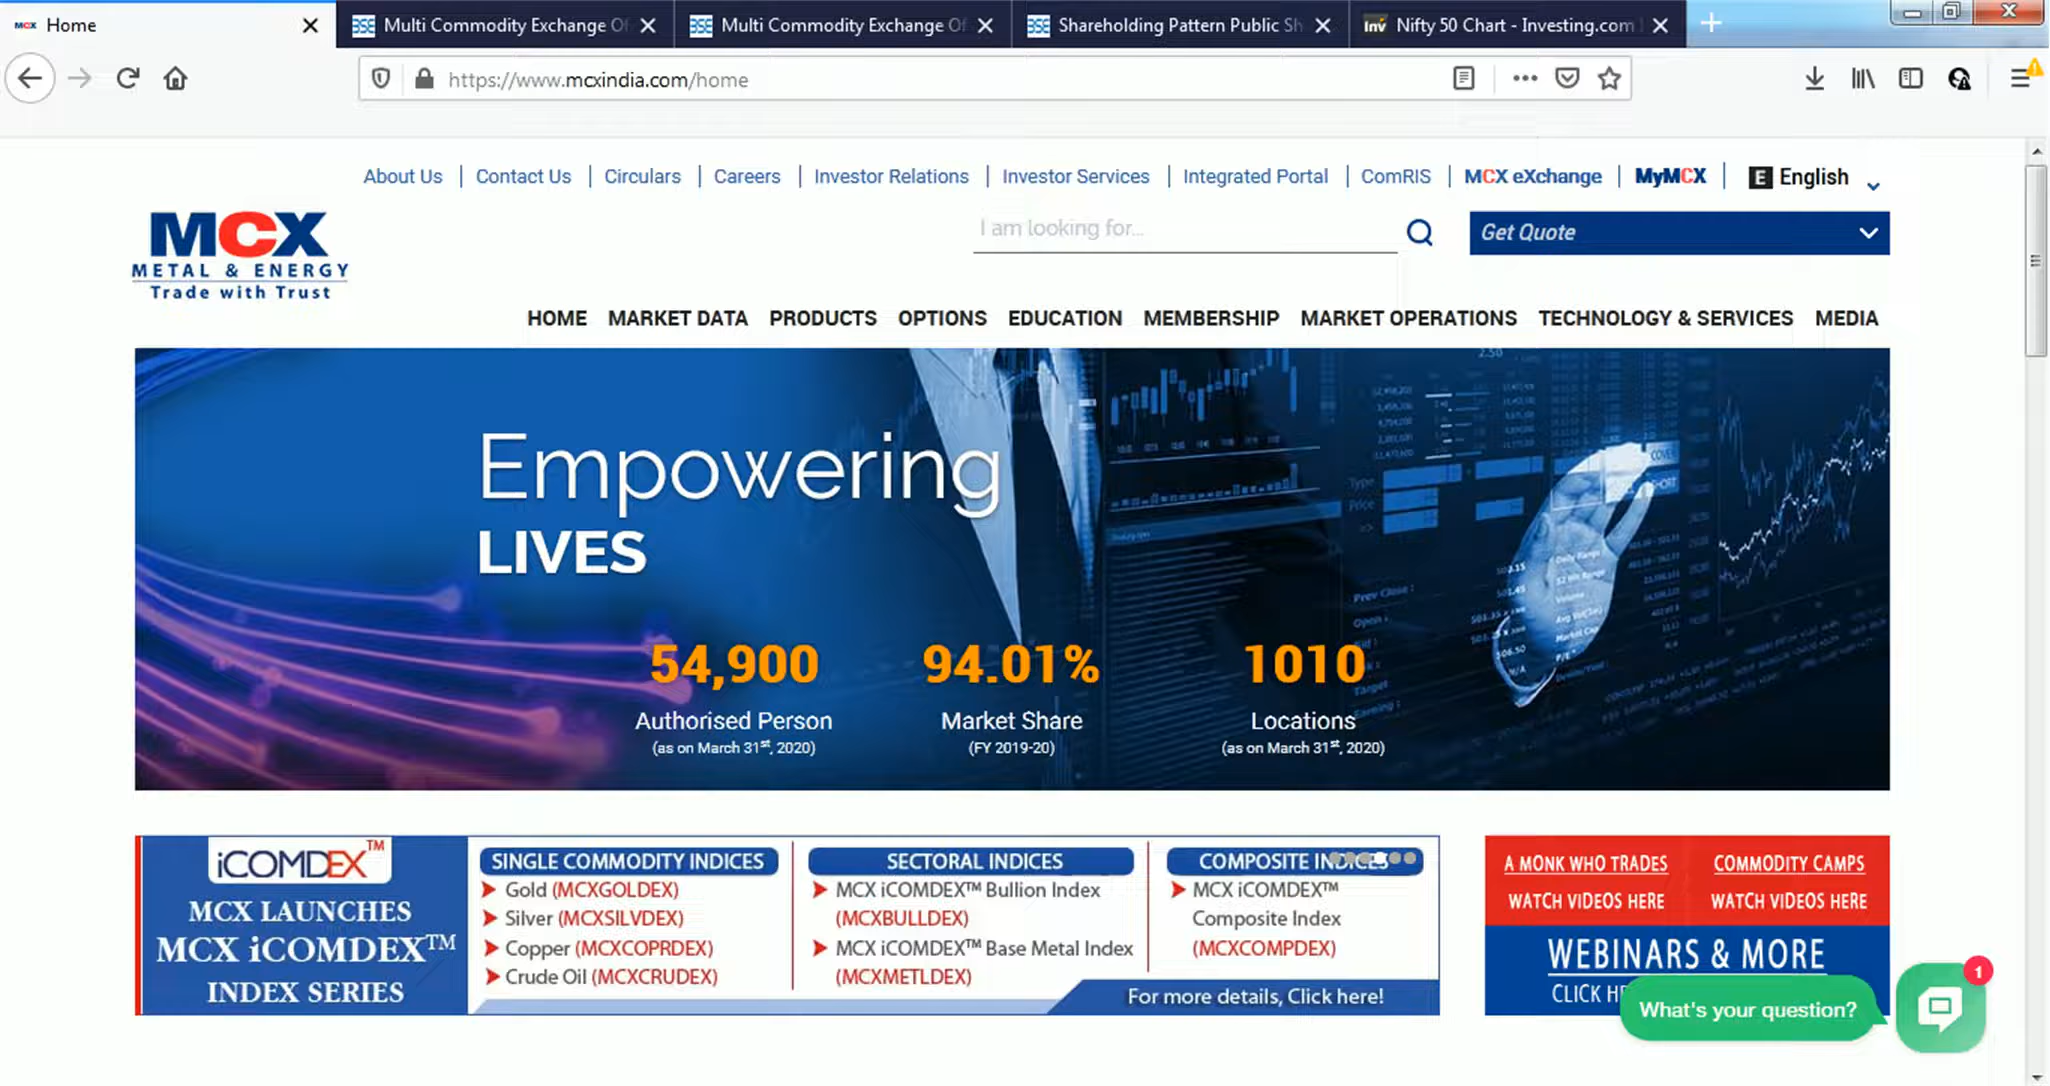 Home
Multi Commodity Exchange Of
Multi Commodity Exchange Of
Shareholding Pattern Public Sh
Inv Nifty 50 Chart - Investing.com
https://www.mcxindia.com/home
About Us | Contact Us | Circulars | Careers | Investor Relations | Investor Services | Integrated Portal | ComRIS | MCX eXchange | MyMCX | E English
MCX
METAL & ENERGY
Trade with Trust
I am looking for...
Get Quote
HOME MARKET DATA PRODUCTS OPTIONS EDUCATION MEMBERSHIP MARKET OPERATIONS TECHNOLOGY & SERVICES MEDIA
Empowering
LIVES
54,900
Authorised Person
(as on March 31st, 2020)
94.01%
Market Share
(FY 2019-20)
1010
Locations
(as on March 31st, 2020)
iCOMDEX™
MCX LAUNCHES
MCX iCOMDEX™
INDEX SERIES
SINGLE COMMODITY INDICES
Gold (MCXGOLDEX)
Silver (MCXSILVDEX)
Copper (MCXCOPRDEX)
Crude Oil (MCXCRUDEX)
SECTORAL INDICES
MCX iCOMDEX™ Bullion Index
(MCXBULLDEX)
MCX iCOMDEX™ Base Metal Index
(MCXMETLDEX)
COMPOSITE INDICES
MCX iCOMDEX™
Composite Index
(MCXCOMPDEX)
For more details, Click here!
A MONK WHO TRADES
WATCH VIDEOS HERE
COMMODITY CAMPS
WATCH VIDEOS HERE
WEBINARS & MORE
CLICK HE
What's your question?
1